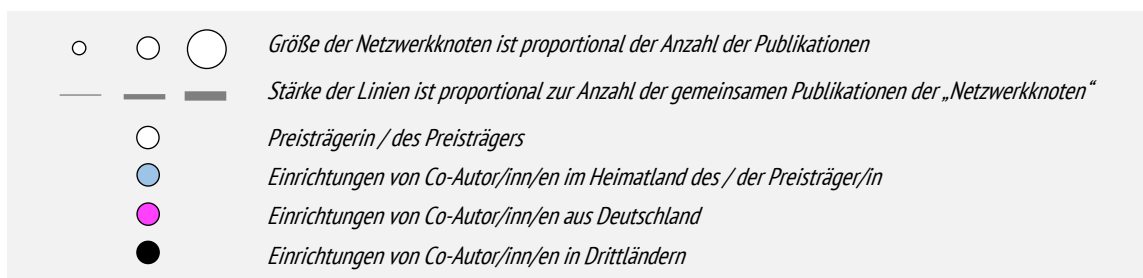 Größe der Netzwerkknoten ist proportional der Anzahl der Publikationen
Stärke der Linien ist proportional zur Anzahl der gemeinsamen Publikationen der „Netzwerkknoten“
Preisträgerin / des Preisträgers
Einrichtungen von Co-Autor/inn/en im Heimatland des / der Preisträger/in
Einrichtungen von Co-Autor/inn/en aus Deutschland
Einrichtungen von Co-Autor/inn/en in Drittländern